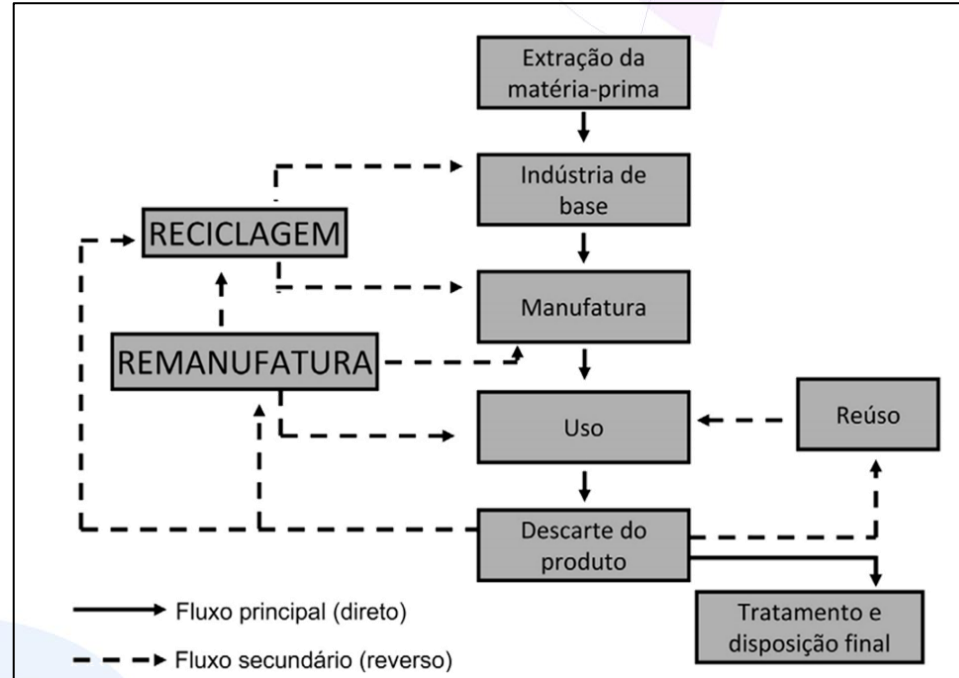 Extração da
matéria-prima
Indústria de
base
RECICLAGEM
Manufatura
REMANUFATURA
Uso
Reúso
Descarte do
produto
Tratamento e
disposição final
Fluxo principal (direto)
Fluxo secundário (reverso)